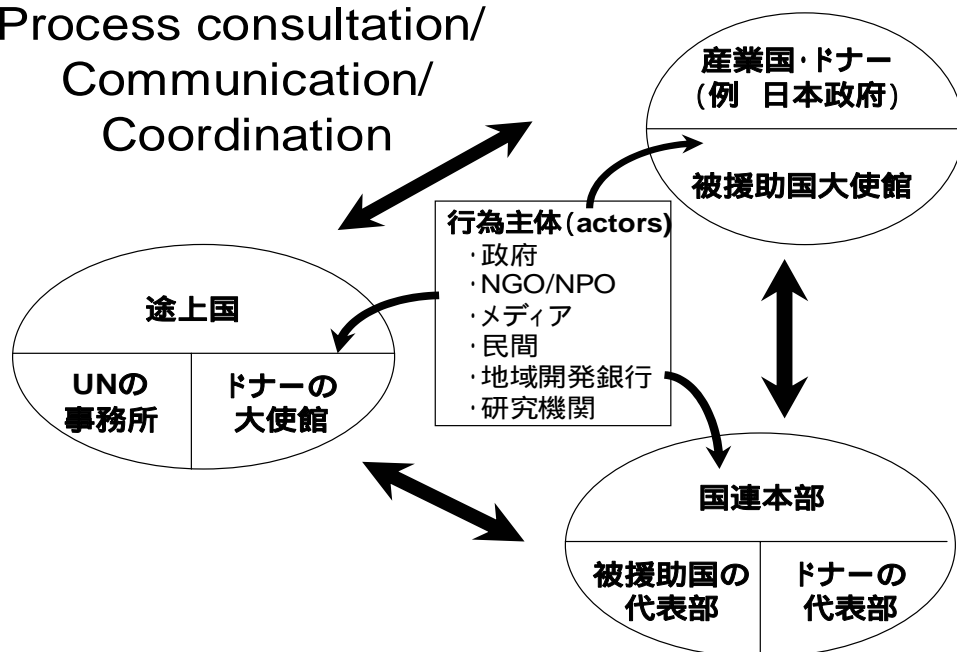 Process consultation/
Communication/
Coordination
産業国・ドナー
(例 日本政府)
被援助国大使館
行為主体(actors)
・政府
・NGO/NPO
・メディア
・民間
・地域開発銀行
・研究機関
途上国
UNの
事務所
ドナーの
大使館
国連本部
被援助国の
代表部
ドナーの
代表部